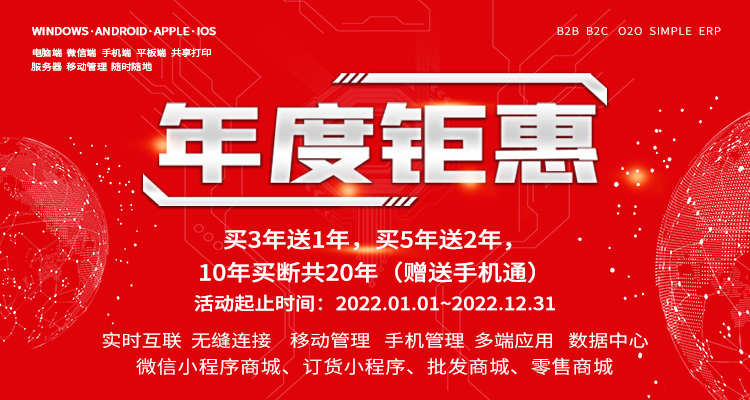 WINDOWS·ANDROID·APPLE·IOS
B2B B2C O2O SIMPLE ERP
电脑端 微信端 手机端 平板端 共享打印
服务器 移动管理 随时随地
年度钜惠
买3年送1年，买5年送2年，
10年买断共20年（赠送手机通）
活动起止时间：2022.01.01~2022.12.31
实时互联 无缝连接 移动管理 手机管理 多端应用 数据中心
微信小程序商城、订货小程序、批发商城、零售商城